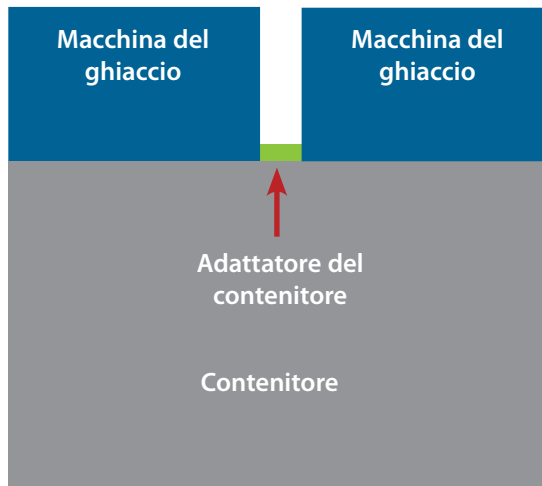 Macchina del
ghiaccio
Macchina del
ghiaccio
Adattatore del
contenitore
Contenitore